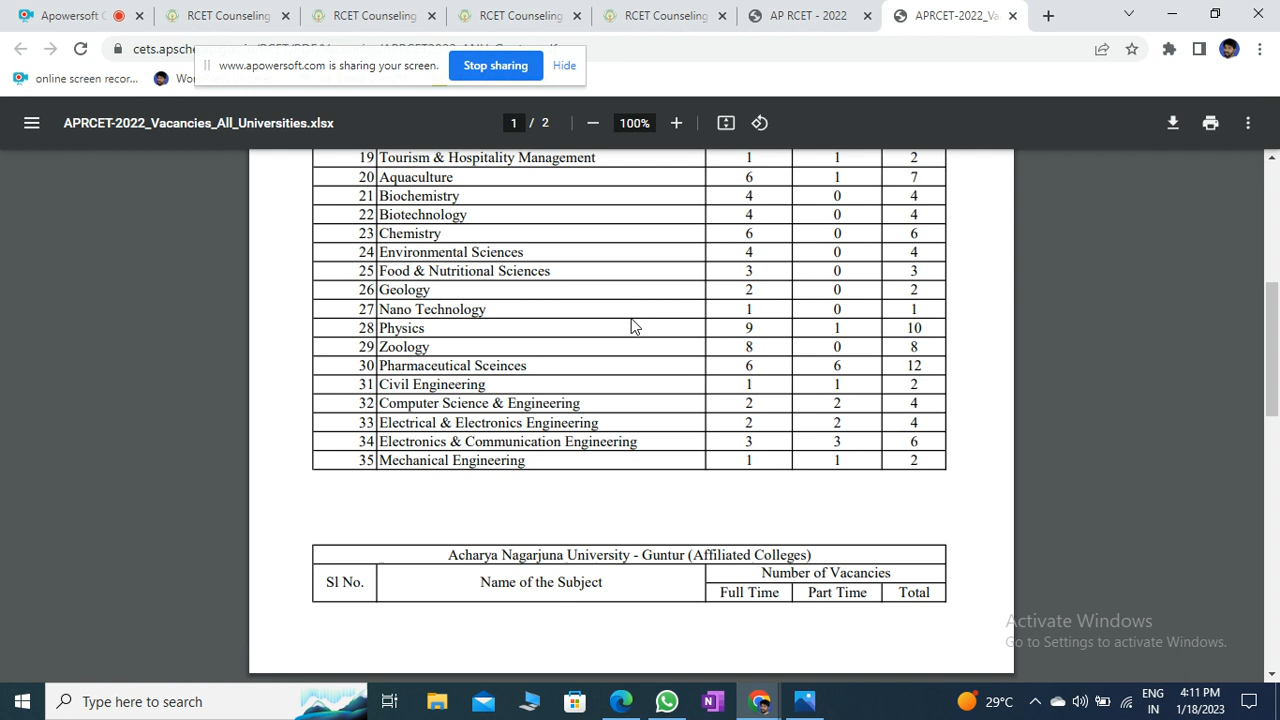 Apowersoft
RCET Counseling
RCET Counseling
RCET Counseling
RCET Counseling
AP RCET - 2022
APRCET-2022_Va
www.apowersoft.com is sharing your screen.
Stop sharing
Hide
online screen recor...
APRCET-2022_Vacancies_All_Universities.xlsx
1 / 2
100%
19 Tourism & Hospitality Management 1 1 2
20 Aquaculture 6 1 7
21 Biochemistry 4 0 4
22 Biotechnology 4 0 4
23 Chemistry 6 0 6
24 Environmental Sciences 4 0 4
25 Food & Nutritional Sciences 3 0 3
26 Geology 2 0 2
27 Nano Technology 1 0 1
28 Physics 9 1 10
29 Zoology 8 0 8
30 Pharmaceutical Sceinces 6 6 12
31 Civil Engineering 1 1 2
32 Computer Science & Engineering 2 2 4
33 Electrical & Electronics Engineering 2 2 4
34 Electronics & Communication Engineering 3 3 6
35 Mechanical Engineering 1 1 2
Acharya Nagarjuna University - Guntur (Affiliated Colleges)
Sl No. Name of the Subject Number of Vacancies
Full Time Part Time Total
Activate Windows
Go to Settings to activate Windows.
Type here to search
29°C
ENG
IN
4:11 PM
1/18/2023